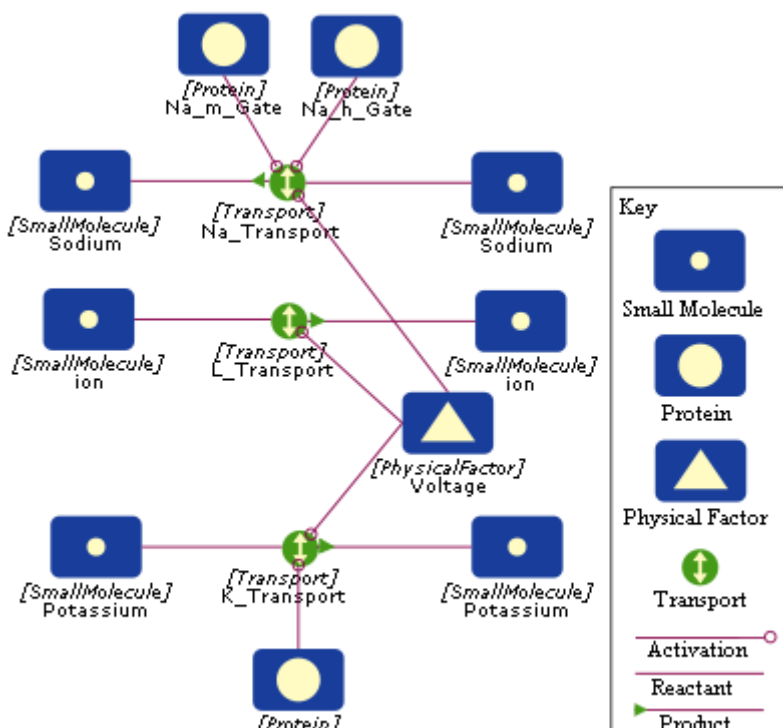 [Protein]
Na_m_Gate
[Protein]
Na_h_Gate
[SmallMolecule]
Sodium
[Transport]
Na_Transport
[SmallMolecule]
Sodium
[SmallMolecule]
ion
[Transport]
L_Transport
[SmallMolecule]
ion
[PhysicalFactor]
Voltage
[SmallMolecule]
Potassium
[Transport]
K_Transport
[SmallMolecule]
Potassium
[Protein]
Key
Small Molecule
Protein
Physical Factor
Transport
Activation
Reactant
Product